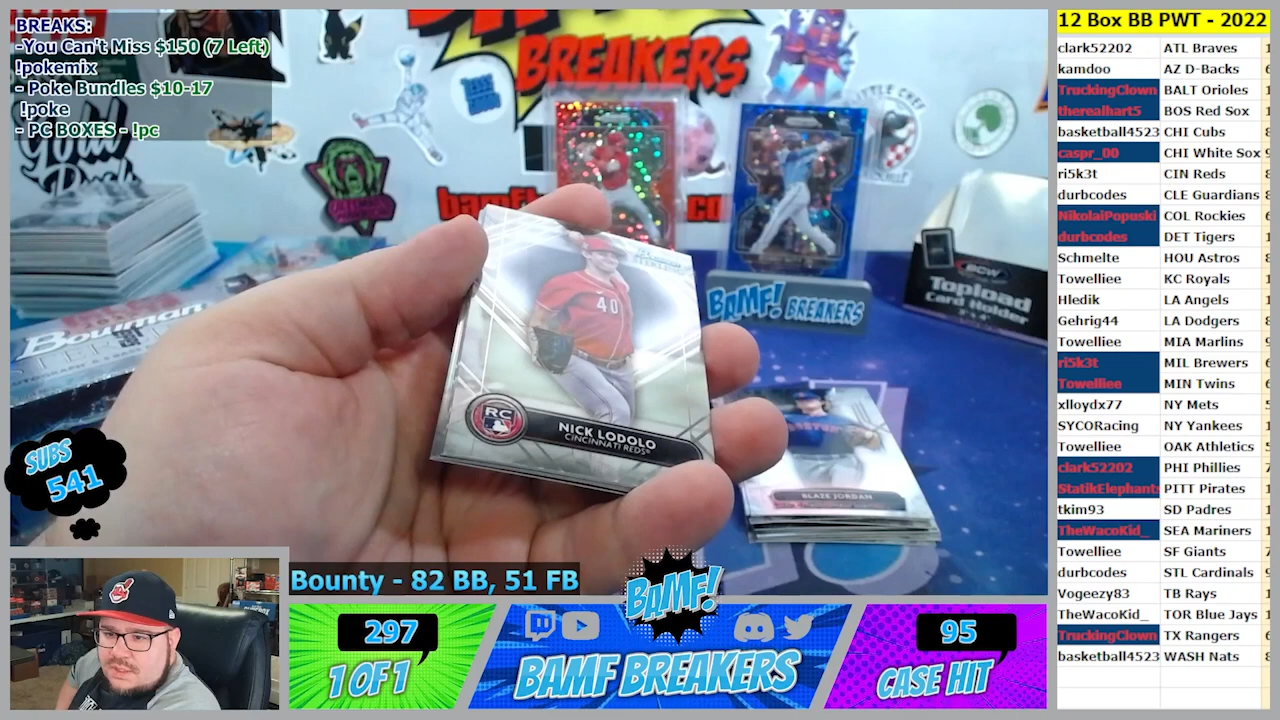 BREAKS:
-You Can't Miss $150 (7 Left)
!pokemix
- Poke Bundles $10-17
!poke
- PC BOXES - !pc
BREAKERS
BAMF! BREAKERS
BCW
Topload
Card Holder
Bowman
40
RC
NICK LODOLO
CINCINNATI REDS
BLAZE JORDAN
SUBS
541
Bounty - 82 BB, 51 FB
BAMF!
297
1 OF 1
BAMF BREAKERS
95
CASE HIT
12 Box BB PWT - 2022
clark52202 ATL Braves
kamdoo AZ D-Backs
TruckingClown BALT Orioles
therealhart5 BOS Red Sox
basketball4523 CHI Cubs
caspr_00 CHI White Sox
ri5k3t CIN Reds
durbcodes CLE Guardians
NikolaiPopuski COL Rockies
durbcodes DET Tigers
Schmelte HOU Astros
Towelliee KC Royals
Hledik LA Angels
Gehrig44 LA Dodgers
Towelliee MIA Marlins
ri5k3t MIL Brewers
Towelliee MIN Twins
xlloydx77 NY Mets
SYCORacing NY Yankees
Towelliee OAK Athletics
clark52202 PHI Phillies
StatikElephants PITT Pirates
tkim93 SD Padres
TheWacoKid_ SEA Mariners
Towelliee SF Giants
durbcodes STL Cardinals
Vogeezy83 TB Rays
TheWacoKid_ TOR Blue Jays
TruckingClown TX Rangers
basketball4523 WASH Nats